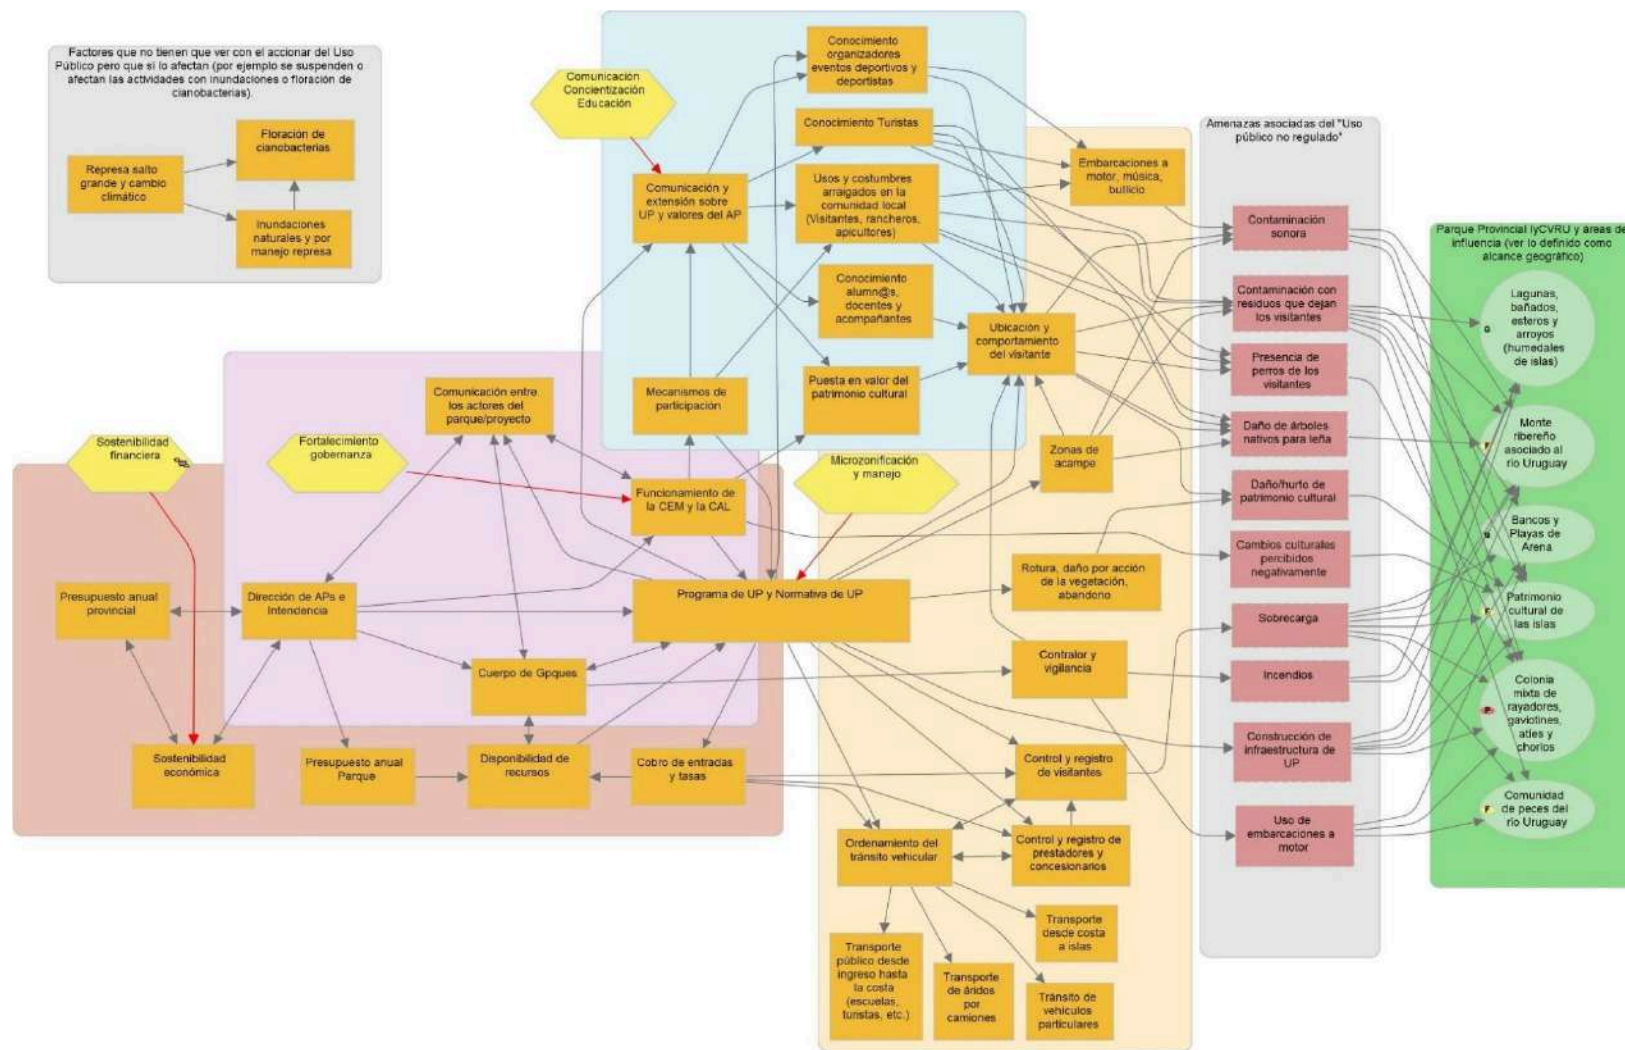 Factores que no tienen que ver con el accionar del Uso
Público pero que si lo afectan (por ejemplo se suspenden o
afectan las actividades con inundaciones o floración de
cianobacterias).
Floración de
cianobacterias
Represa salto
grande y cambio
climático
Inundaciones
naturales y por
manejo represa
Comunicación
Concientización
Educación
Conocimiento
organizadores
eventos deportivos y
deportistas
Conocimiento Turistas
Comunicación y
extensión sobre
UP y valores del AP
Usos y costumbres
arraigados en la
comunidad local
(Visitantes, rancheros,
apicultores)
Conocimiento
alumn@s,
docentes y
acompañantes
Mecanismos de
participación
Puesta en valor del
patrimonio cultural
Ubicación y
comportamiento
del visitante
Embarcaciones a
motor, música,
bullicio
Zonas de
acampe
Comunicación entre
los actores del
parque/proyecto
Sostenibilidad
financiera
Fortalecimiento
gobernanza
Microzonificación
y manejo
Funcionamiento de
la CEM y la CAL
Presupuesto anual
provincial
Dirección de APs e
Intendencia
Programa de UP y Normativa de UP
Cuerpo de Gpques
Sostenibilidad
económica
Presupuesto anual
Parque
Disponibilidad de
recursos
Cobro de entradas
y tasas
Rotura, daño por acción
de la vegetación,
abandono
Contralor y
vigilancia
Control y registro
de visitantes
Ordenamiento del
tránsito vehicular
Control y registro de
prestadores y
concesionarios
Transporte
desde costa
a islas
Transporte
público desde
ingreso hasta
la costa
(escuelas,
turistas, etc.)
Transporte
de áridos
por
camiones
Tránsito de
vehículos
particulares
Amenazas asociadas del "Uso
público no regulado"
Contaminación
sonora
Contaminación con
residuos que dejan
los visitantes
Presencia de
perros de los
visitantes
Daño de árboles
nativos para leña
Daño/hurto de
patrimonio cultural
Cambios culturales
percibidos
negativamente
Sobrecarga
Incendios
Construcción de
infraestructura de
UP
Uso de
embarcaciones a
motor
Parque Provincial IyCVRU y áreas de
influencia (ver lo definido como
alcance geográfico)
Lagunas,
bañados,
esteros y
arroyos
(humedales
de islas)
Monte
ribereño
asociado al
río Uruguay
Bancos y
Playas de
Arena
Patrimonio
cultural de
las islas
Colonia
mixta de
rayadores,
gaviotines,
atíes y
chorlos
Comunidad
de peces del
río Uruguay